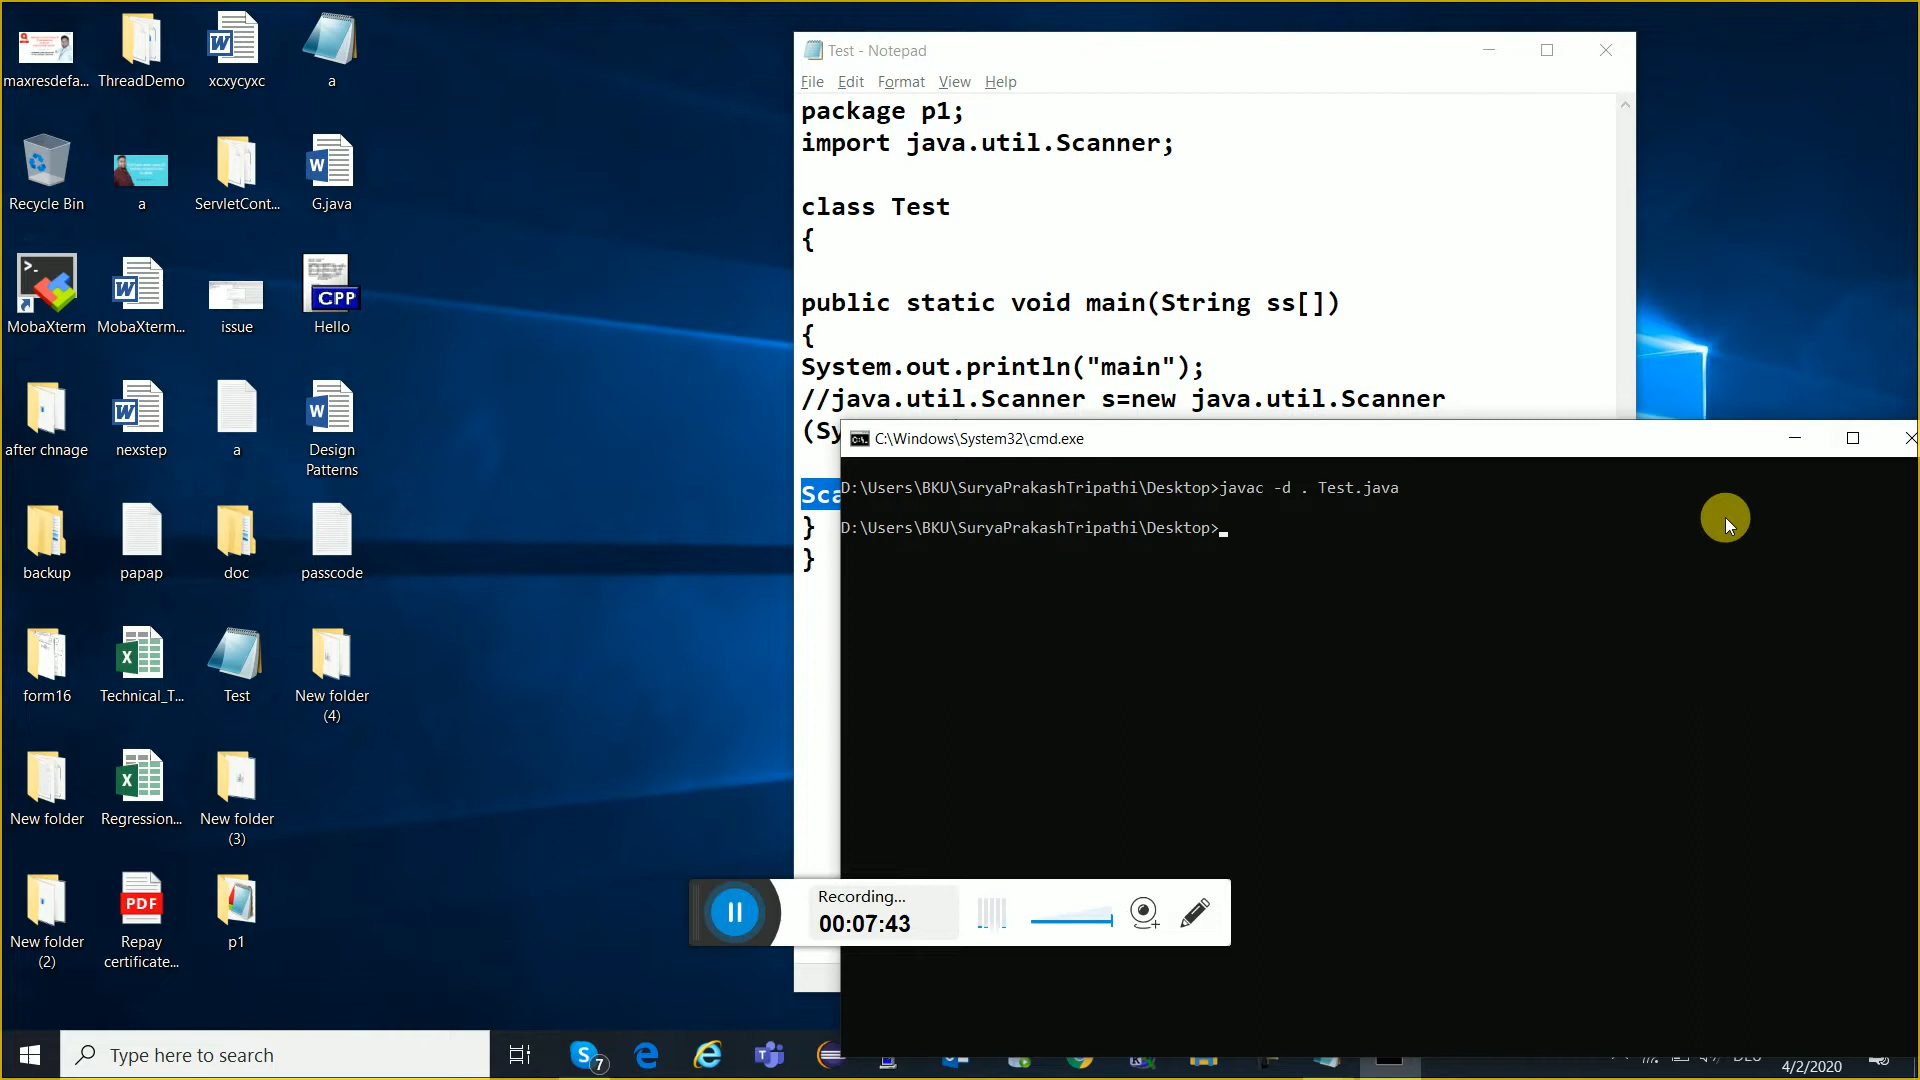 maxresdefa...
ThreadDemo
xcxycyxc
a
Recycle Bin
a
ServletCont...
G.java
MobaXterm
MobaXterm...
issue
CPP
Hello
after chnage
nexstep
a
Design
Patterns
backup
papap
doc
passcode
form16
Technical_T...
Test
New folder
(4)
New folder
Regression...
New folder
(3)
New folder
(2)
PDF
Repay
certificate...
p1
Test - Notepad
File Edit Format View Help
package p1;
import java.util.Scanner;
class Test
{
public static void main(String ss[])
{
System.out.println("main");
//java.util.Scanner s=new java.util.Scanner
(Sy
Sca
}
}
C:\Windows\System32\cmd.exe
D:\Users\BKU\SuryaPrakashTripathi\Desktop>javac -d . Test.java
D:\Users\BKU\SuryaPrakashTripathi\Desktop>
Recording...
00:07:43
Type here to search
7
4/2/2020